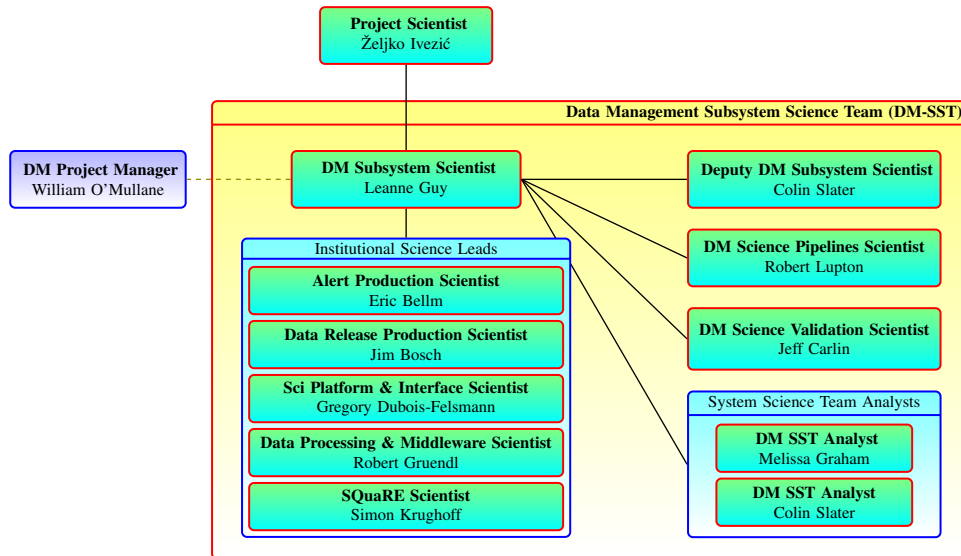 Project Scientist
Željko Ivezić
Data Management Subsystem Science Team (DM-SST)
DM Project Manager
William O’Mullane
DM Subsystem Scientist
Leanne Guy
Deputy DM Subsystem Scientist
Colin Slater
DM Science Pipelines Scientist
Robert Lupton
DM Science Validation Scientist
Jeff Carlin
Institutional Science Leads
Alert Production Scientist
Eric Bellm
Data Release Production Scientist
Jim Bosch
Sci Platform & Interface Scientist
Gregory Dubois-Felsmann
Data Processing & Middleware Scientist
Robert Gruendl
SQuaRE Scientist
Simon Krughoff
System Science Team Analysts
DM SST Analyst
Melissa Graham
DM SST Analyst
Colin Slater